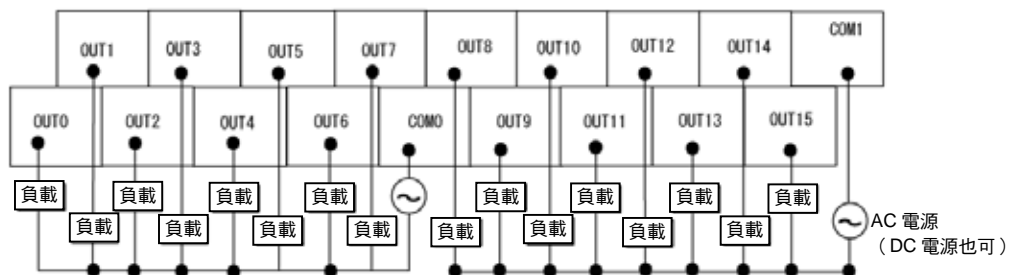 OUT1 OUT3 OUT5 OUT7 OUT8 OUT10 OUT12 OUT14 COM1
OUT0 OUT2 OUT4 OUT6 COM0 OUT9 OUT11 OUT13 OUT15
負載 負載 負載 負載 負載 負載 負載 負載
負載 負載 負載 負載 負載 負載 負載 負載
AC 電源
（DC 電源也可）